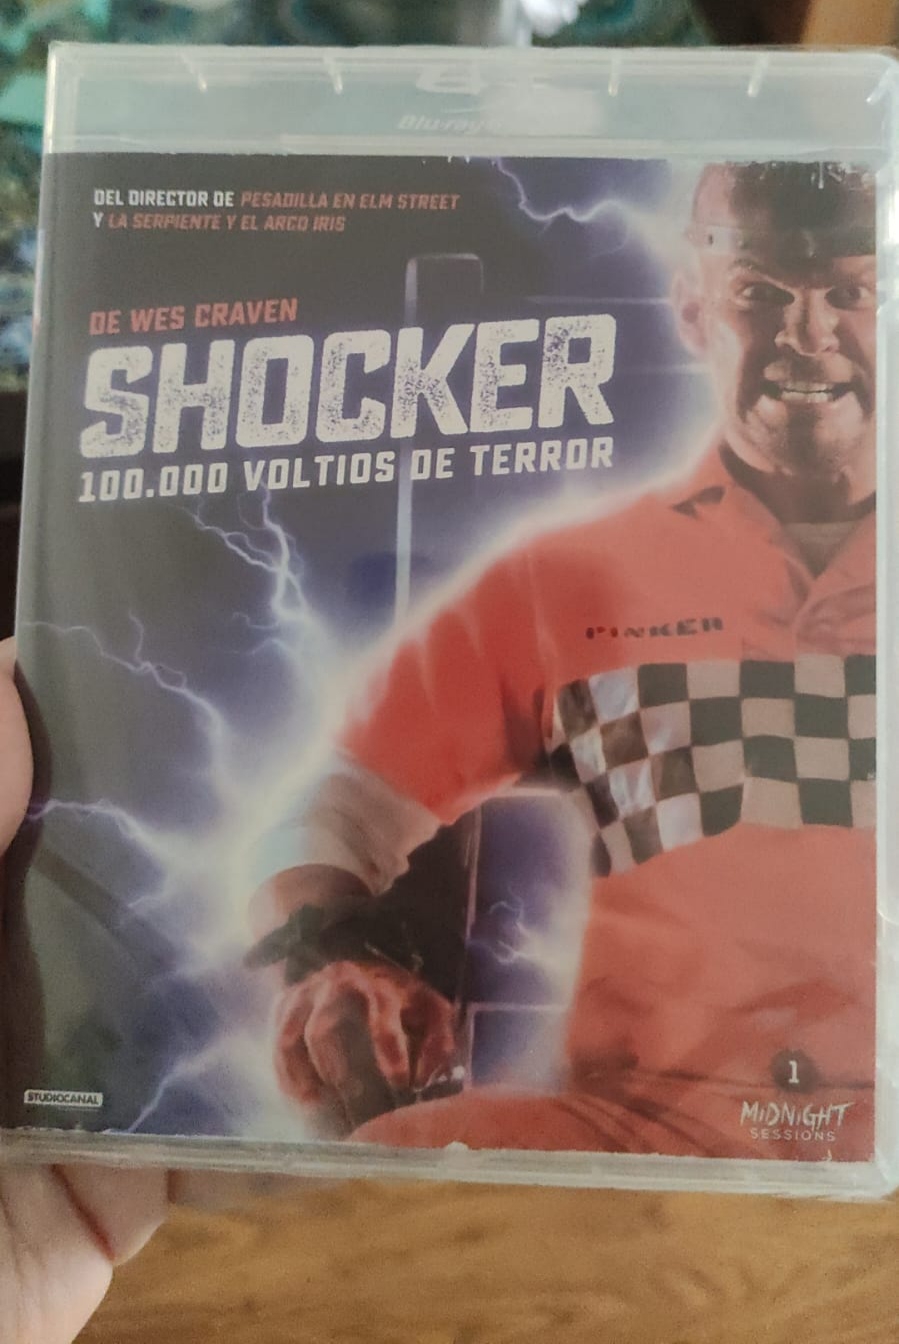 Blu-ray
DEL DIRECTOR DE PESADILLA EN ELM STREET
Y LA SERPIENTE Y EL ARCO IRIS
DE WES CRAVEN
SHOCKER
100.000 VOLTIOS DE TERROR
PINKER
STUDIOCANAL
1
MIDNIGHT
SESSIONS